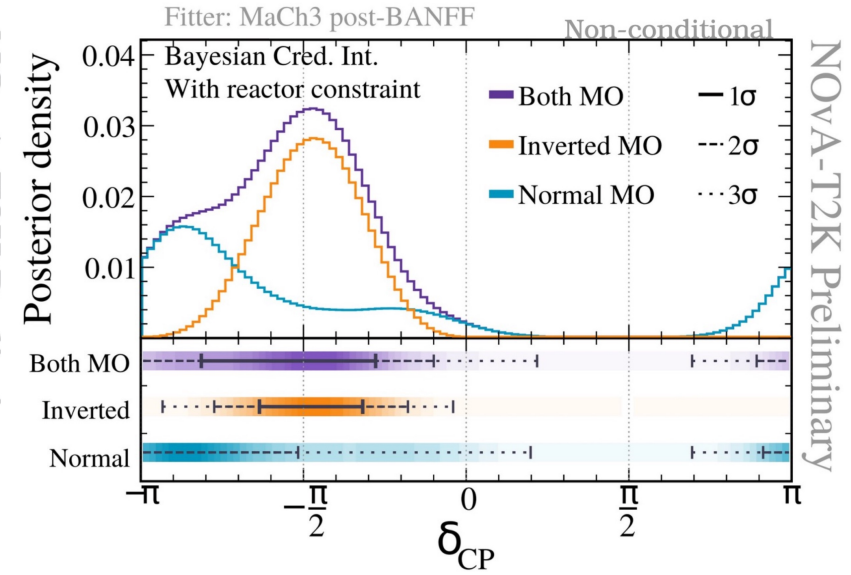 Fitter: MaCh3 post-BANFF
Non-conditional
Bayesian Cred. Int.
With reactor constraint
Both MO
Inverted MO
Normal MO
1σ
2σ
3σ
Posterior density
0.04
0.03
0.02
0.01
NOvA-T2K Preliminary
Both MO
Inverted
Normal
−π
−π/2
0
π/2
π
δCP